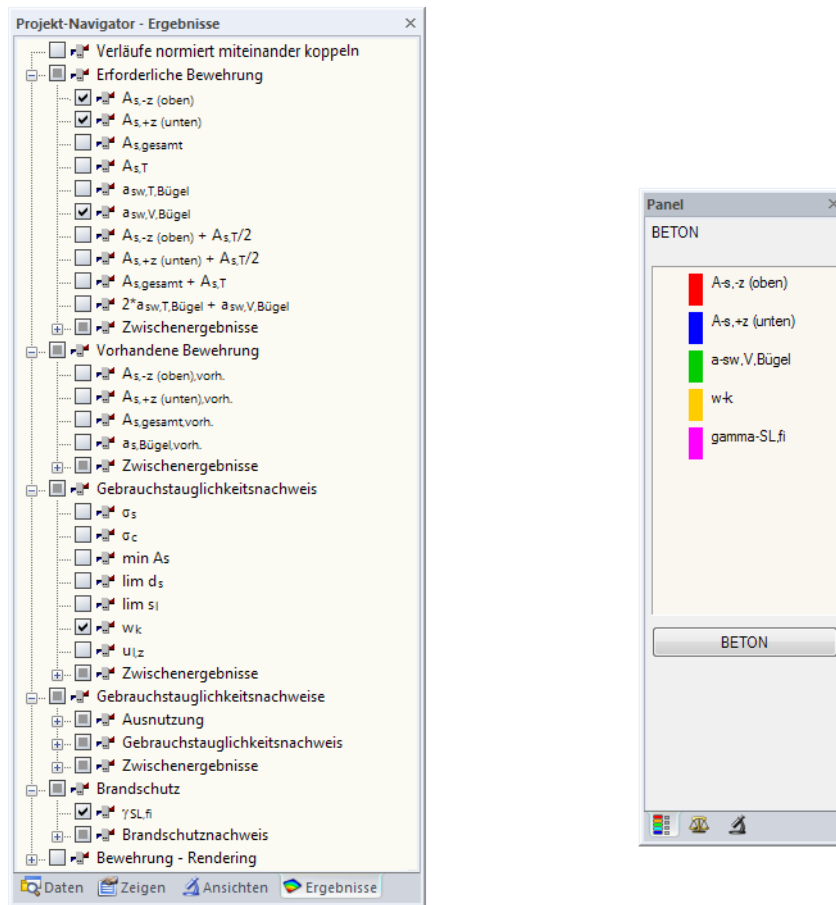 Projekt-Navigator - Ergebnisse
Verläufe normiert miteinander koppeln
Erforderliche Bewehrung
As,-z (oben)
As,+z (unten)
As,gesamt
As,T
asw,T,Bügel
asw,V,Bügel
As,-z (oben) + As,T/2
As,+z (unten) + As,T/2
As,gesamt + As,T
2*asw,T,Bügel + asw,V,Bügel
Zwischenergebnisse
Vorhandene Bewehrung
As,-z (oben),vorh.
As,+z (unten),vorh.
As,gesamt,vorh.
as,Bügel,vorh.
Zwischenergebnisse
Gebrauchstauglichkeitsnachweis
σs
σc
min As
lim ds
lim sl
wk
ul,z
Zwischenergebnisse
Gebrauchstauglichkeitsnachweise
Ausnutzung
Gebrauchstauglichkeitsnachweis
Zwischenergebnisse
Brandschutz
γSL,fi
Brandschutznachweis
Bewehrung - Rendering
Daten Zeigen Ansichten Ergebnisse
Panel
BETON
A-s,-z (oben)
A-s,+z (unten)
a-sw,V,Bügel
w-k
gamma-SL,fi
BETON